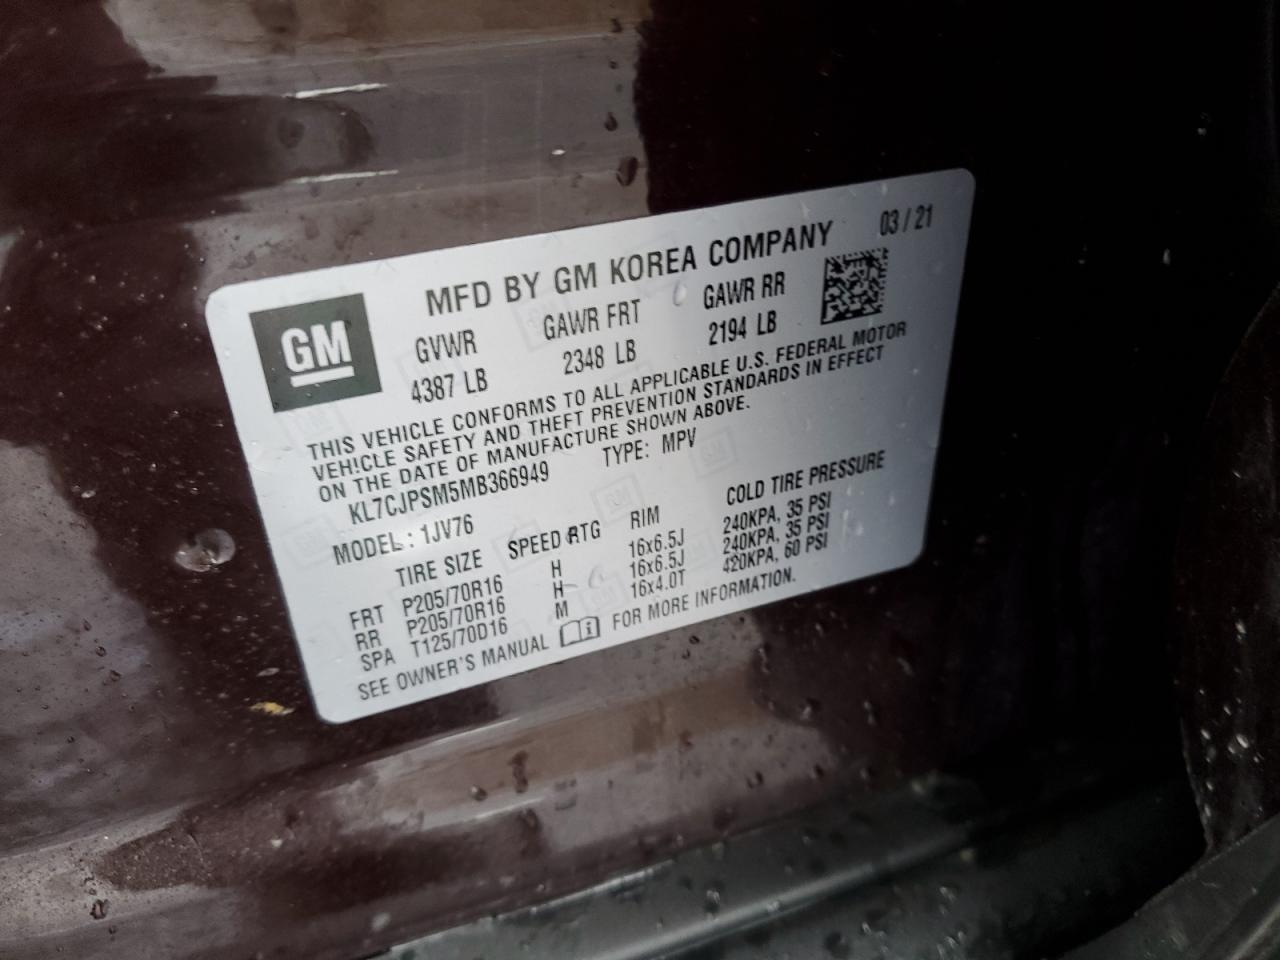 MFD BY GM KOREA COMPANY 03 / 21
GM
GVWR GAWR FRT GAWR RR
4387 LB 2348 LB 2194 LB
THIS VEHICLE CONFORMS TO ALL APPLICABLE U.S. FEDERAL MOTOR
VEHICLE SAFETY AND THEFT PREVENTION STANDARDS IN EFFECT
ON THE DATE OF MANUFACTURE SHOWN ABOVE.
KL7CJPSM5MB366949 TYPE: MPV
MODEL: 1JV76
TIRE SIZE SPEED RTG RIM COLD TIRE PRESSURE
FRT P205/70R16 H 16x6.5J 240KPA, 35 PSI
RR P205/70R16 H 16x6.5J 240KPA, 35 PSI
SPA T125/70D16 M 16x4.0T 420KPA, 60 PSI
SEE OWNER'S MANUAL FOR MORE INFORMATION.